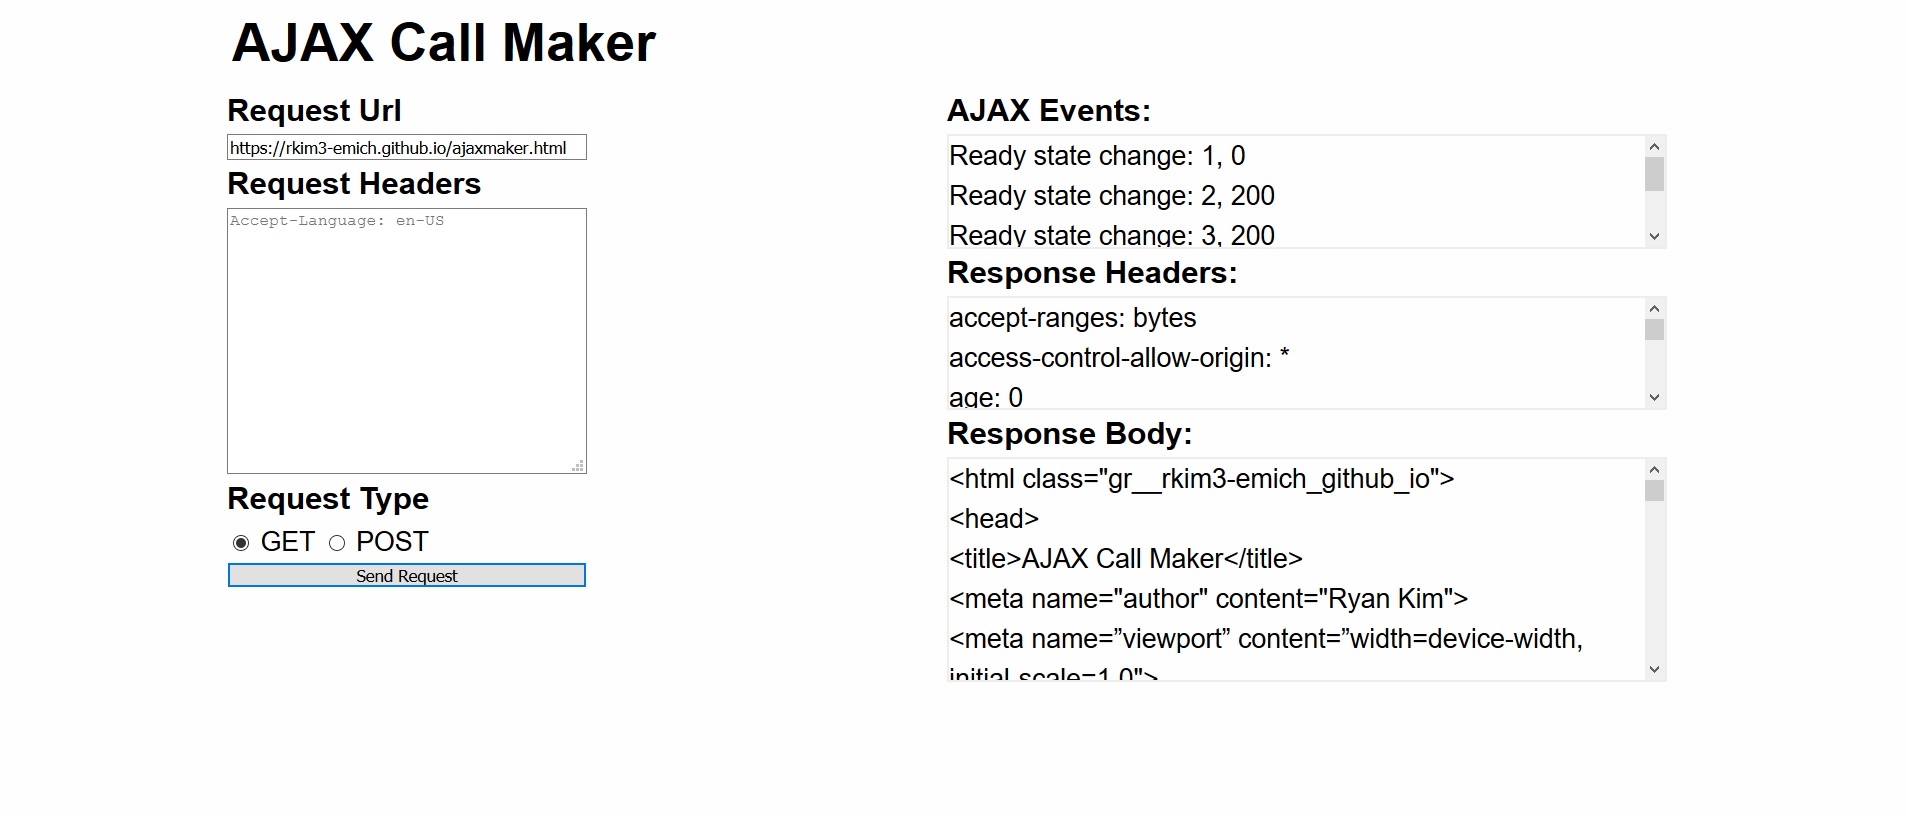 AJAX Call Maker
Request Url
https://rkim3-emich.github.io/ajaxmaker.html
Request Headers
Accept-Language: en-US
Request Type
GET POST
Send Request
AJAX Events:
Ready state change: 1, 0
Ready state change: 2, 200
Ready state change: 3, 200
Response Headers:
accept-ranges: bytes
access-control-allow-origin: *
age: 0
Response Body:
<html class="gr__rkim3-emich_github_io">
<head>
<title>AJAX Call Maker</title>
<meta name="author" content="Ryan Kim">
<meta name=”viewport” content=”width=device-width,
initial-scale=1.0">